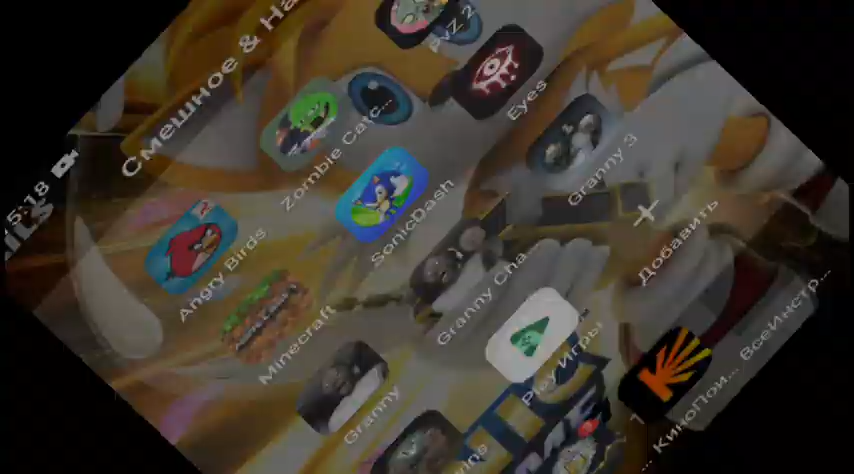 5:18
Смешное & На
Angry Birds
Zombie Catc...
PvZ 2
Minecraft
SonicDash
Eyes
Granny
Granny Cha...
Granny 3
Play Игры
Добавить
КиноПои...
ВсеИнстр...
1